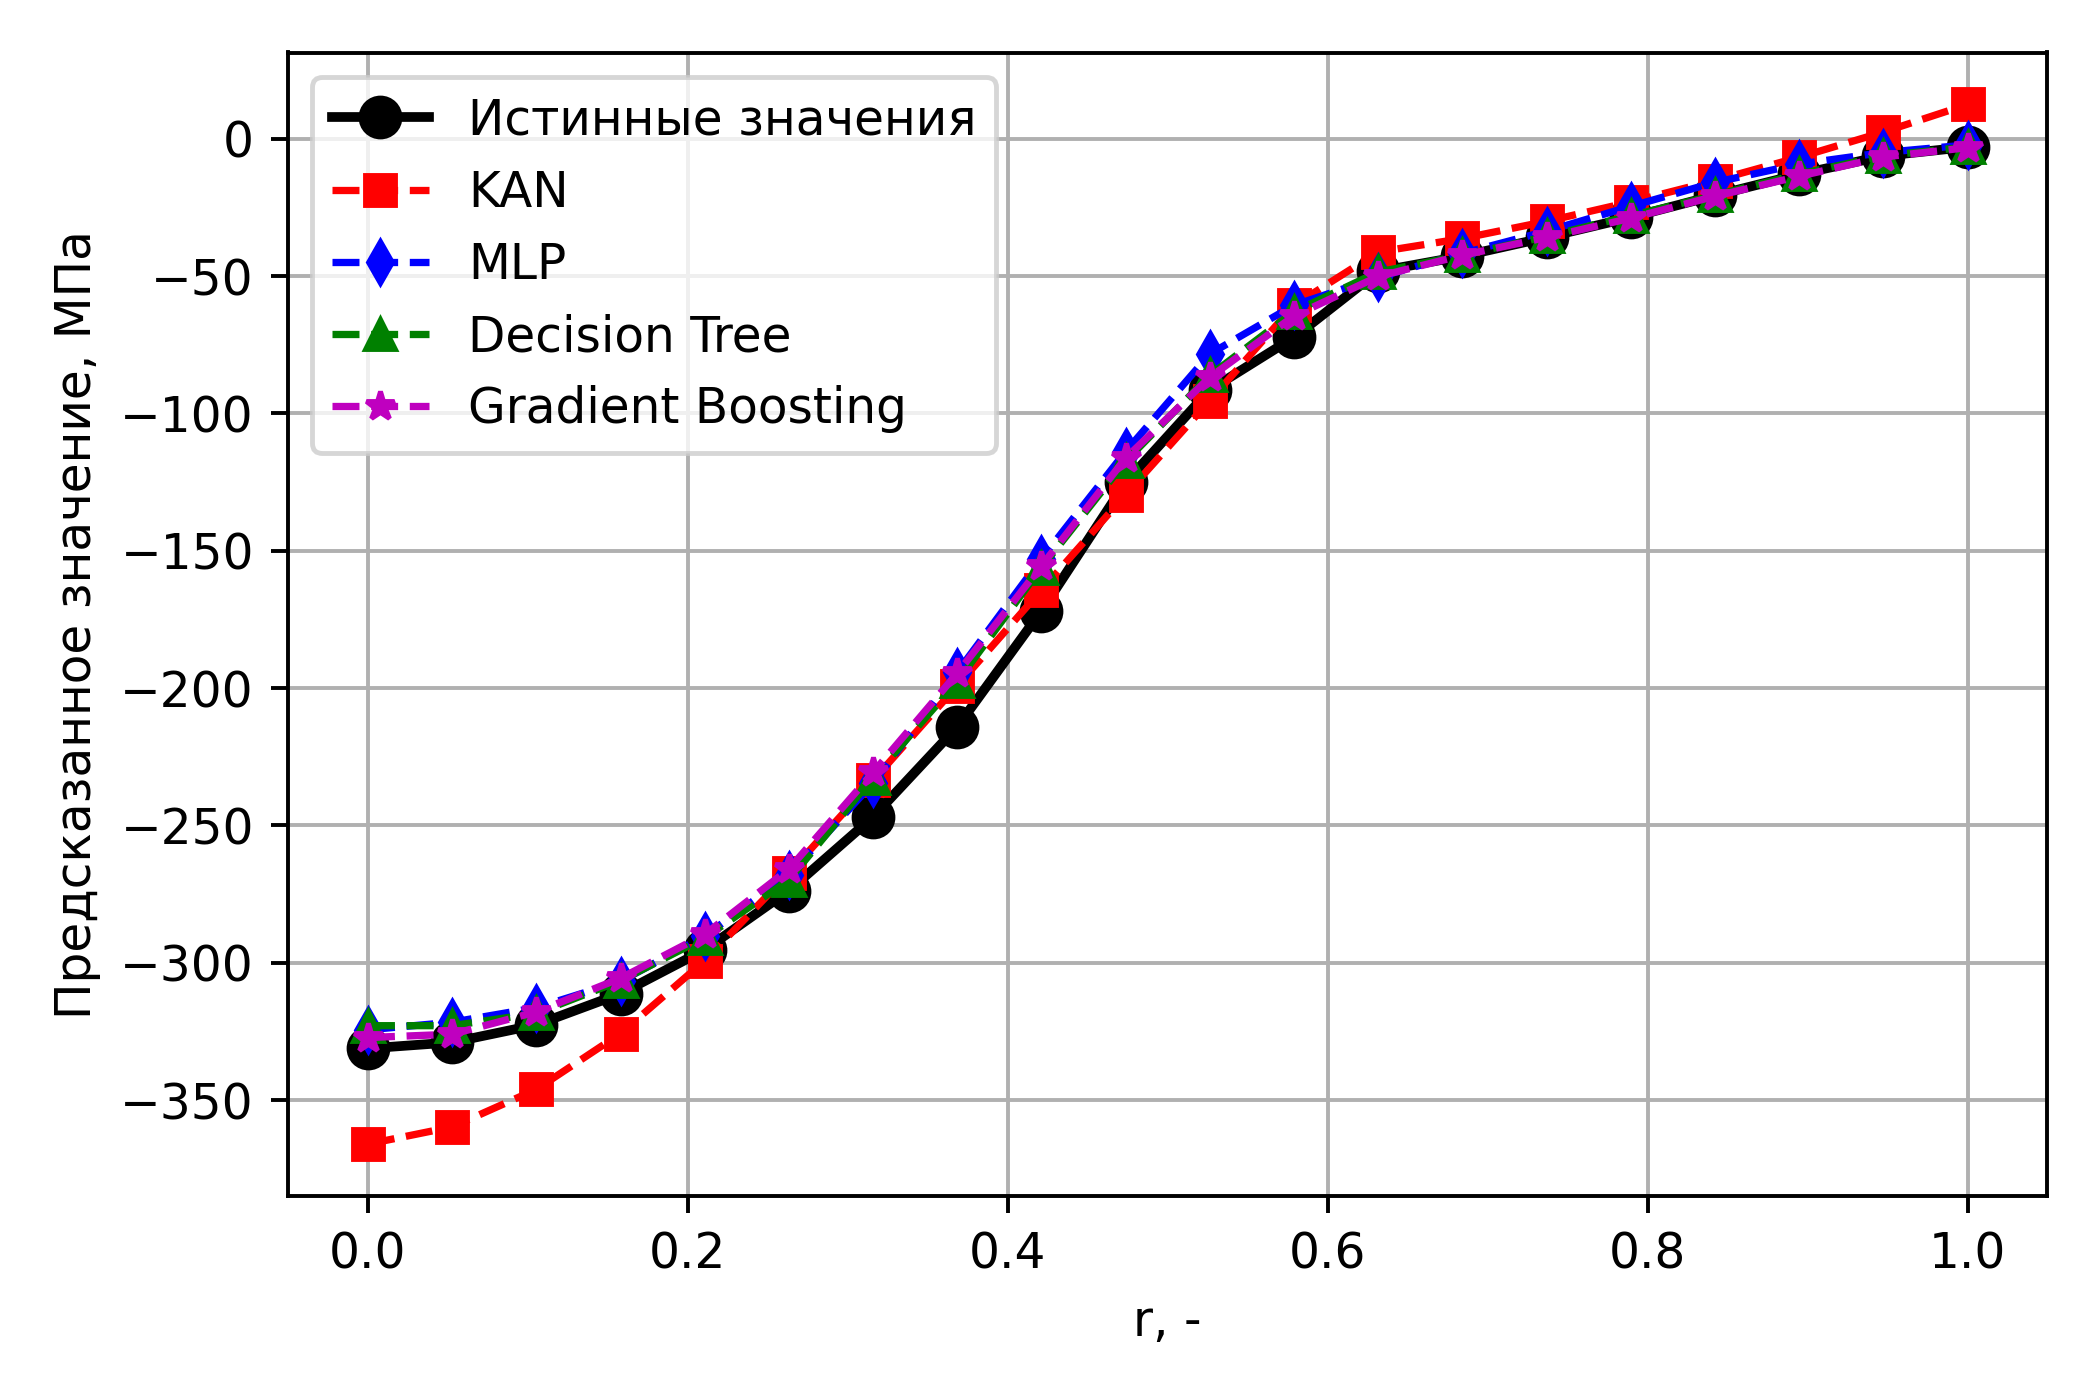 Истинные значения
KAN
MLP
Decision Tree
Gradient Boosting
Предсказанное значение, МПа
0
−50
−100
−150
−200
−250
−300
−350
0.0 0.2 0.4 0.6 0.8 1.0
r, -